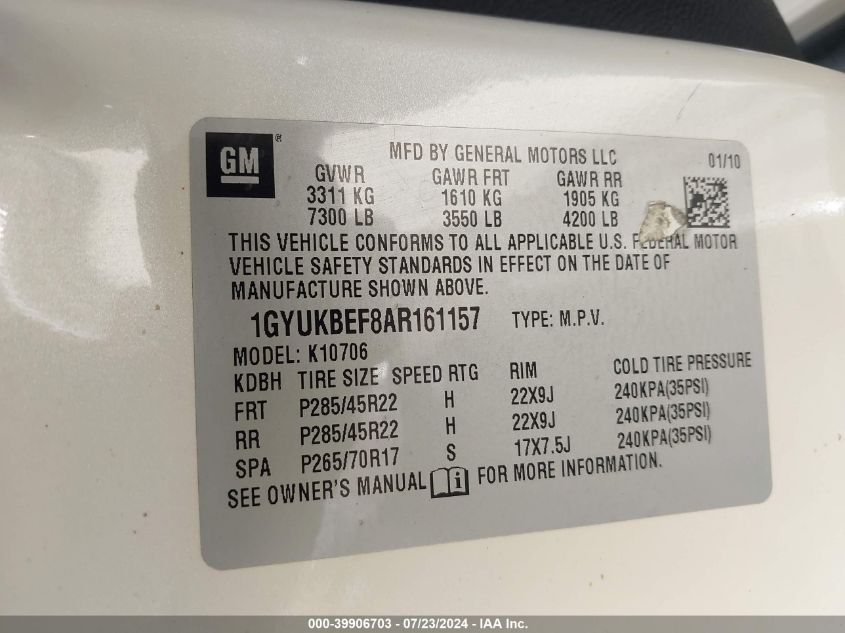 GM ® MFD BY GENERAL MOTORS LLC 01/10
GVWR GAWR FRT GAWR RR
3311 KG 1610 KG 1905 KG
7300 LB 3550 LB 4200 LB
THIS VEHICLE CONFORMS TO ALL APPLICABLE U.S. FEDERAL MOTOR
VEHICLE SAFETY STANDARDS IN EFFECT ON THE DATE OF
MANUFACTURE SHOWN ABOVE.
1GYUKBEF8AR161157 TYPE: M.P.V.
MODEL: K10706
KDBH TIRE SIZE SPEED RTG RIM COLD TIRE PRESSURE
FRT P285/45R22 H 22X9J 240KPA(35PSI)
RR P285/45R22 H 22X9J 240KPA(35PSI)
SPA P265/70R17 S 17X7.5J 240KPA(35PSI)
SEE OWNER'S MANUAL i FOR MORE INFORMATION.
000-39906703 - 07/23/2024 - IAA Inc.